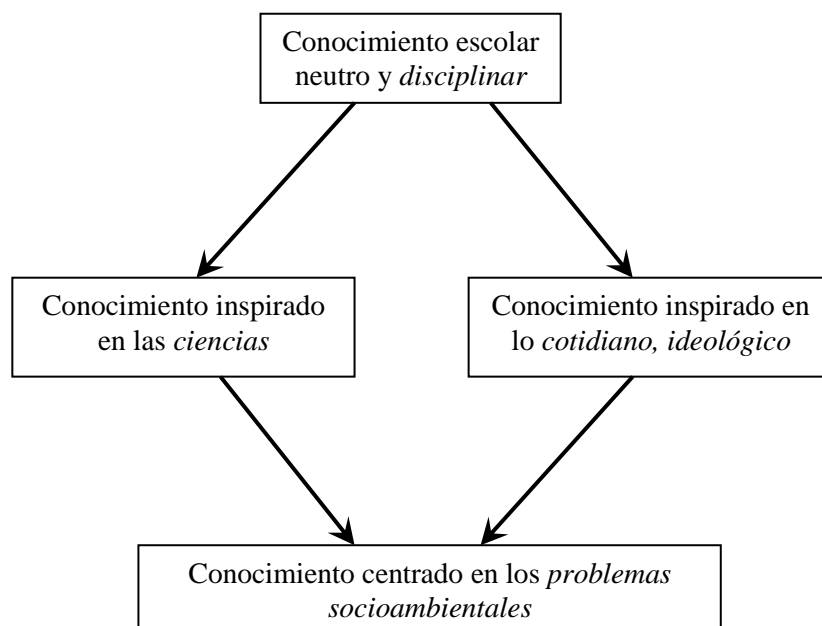 Conocimiento escolar
neutro y disciplinar
Conocimiento inspirado
en las ciencias
Conocimiento inspirado en
lo cotidiano, ideológico
Conocimiento centrado en los problemas
socioambientales